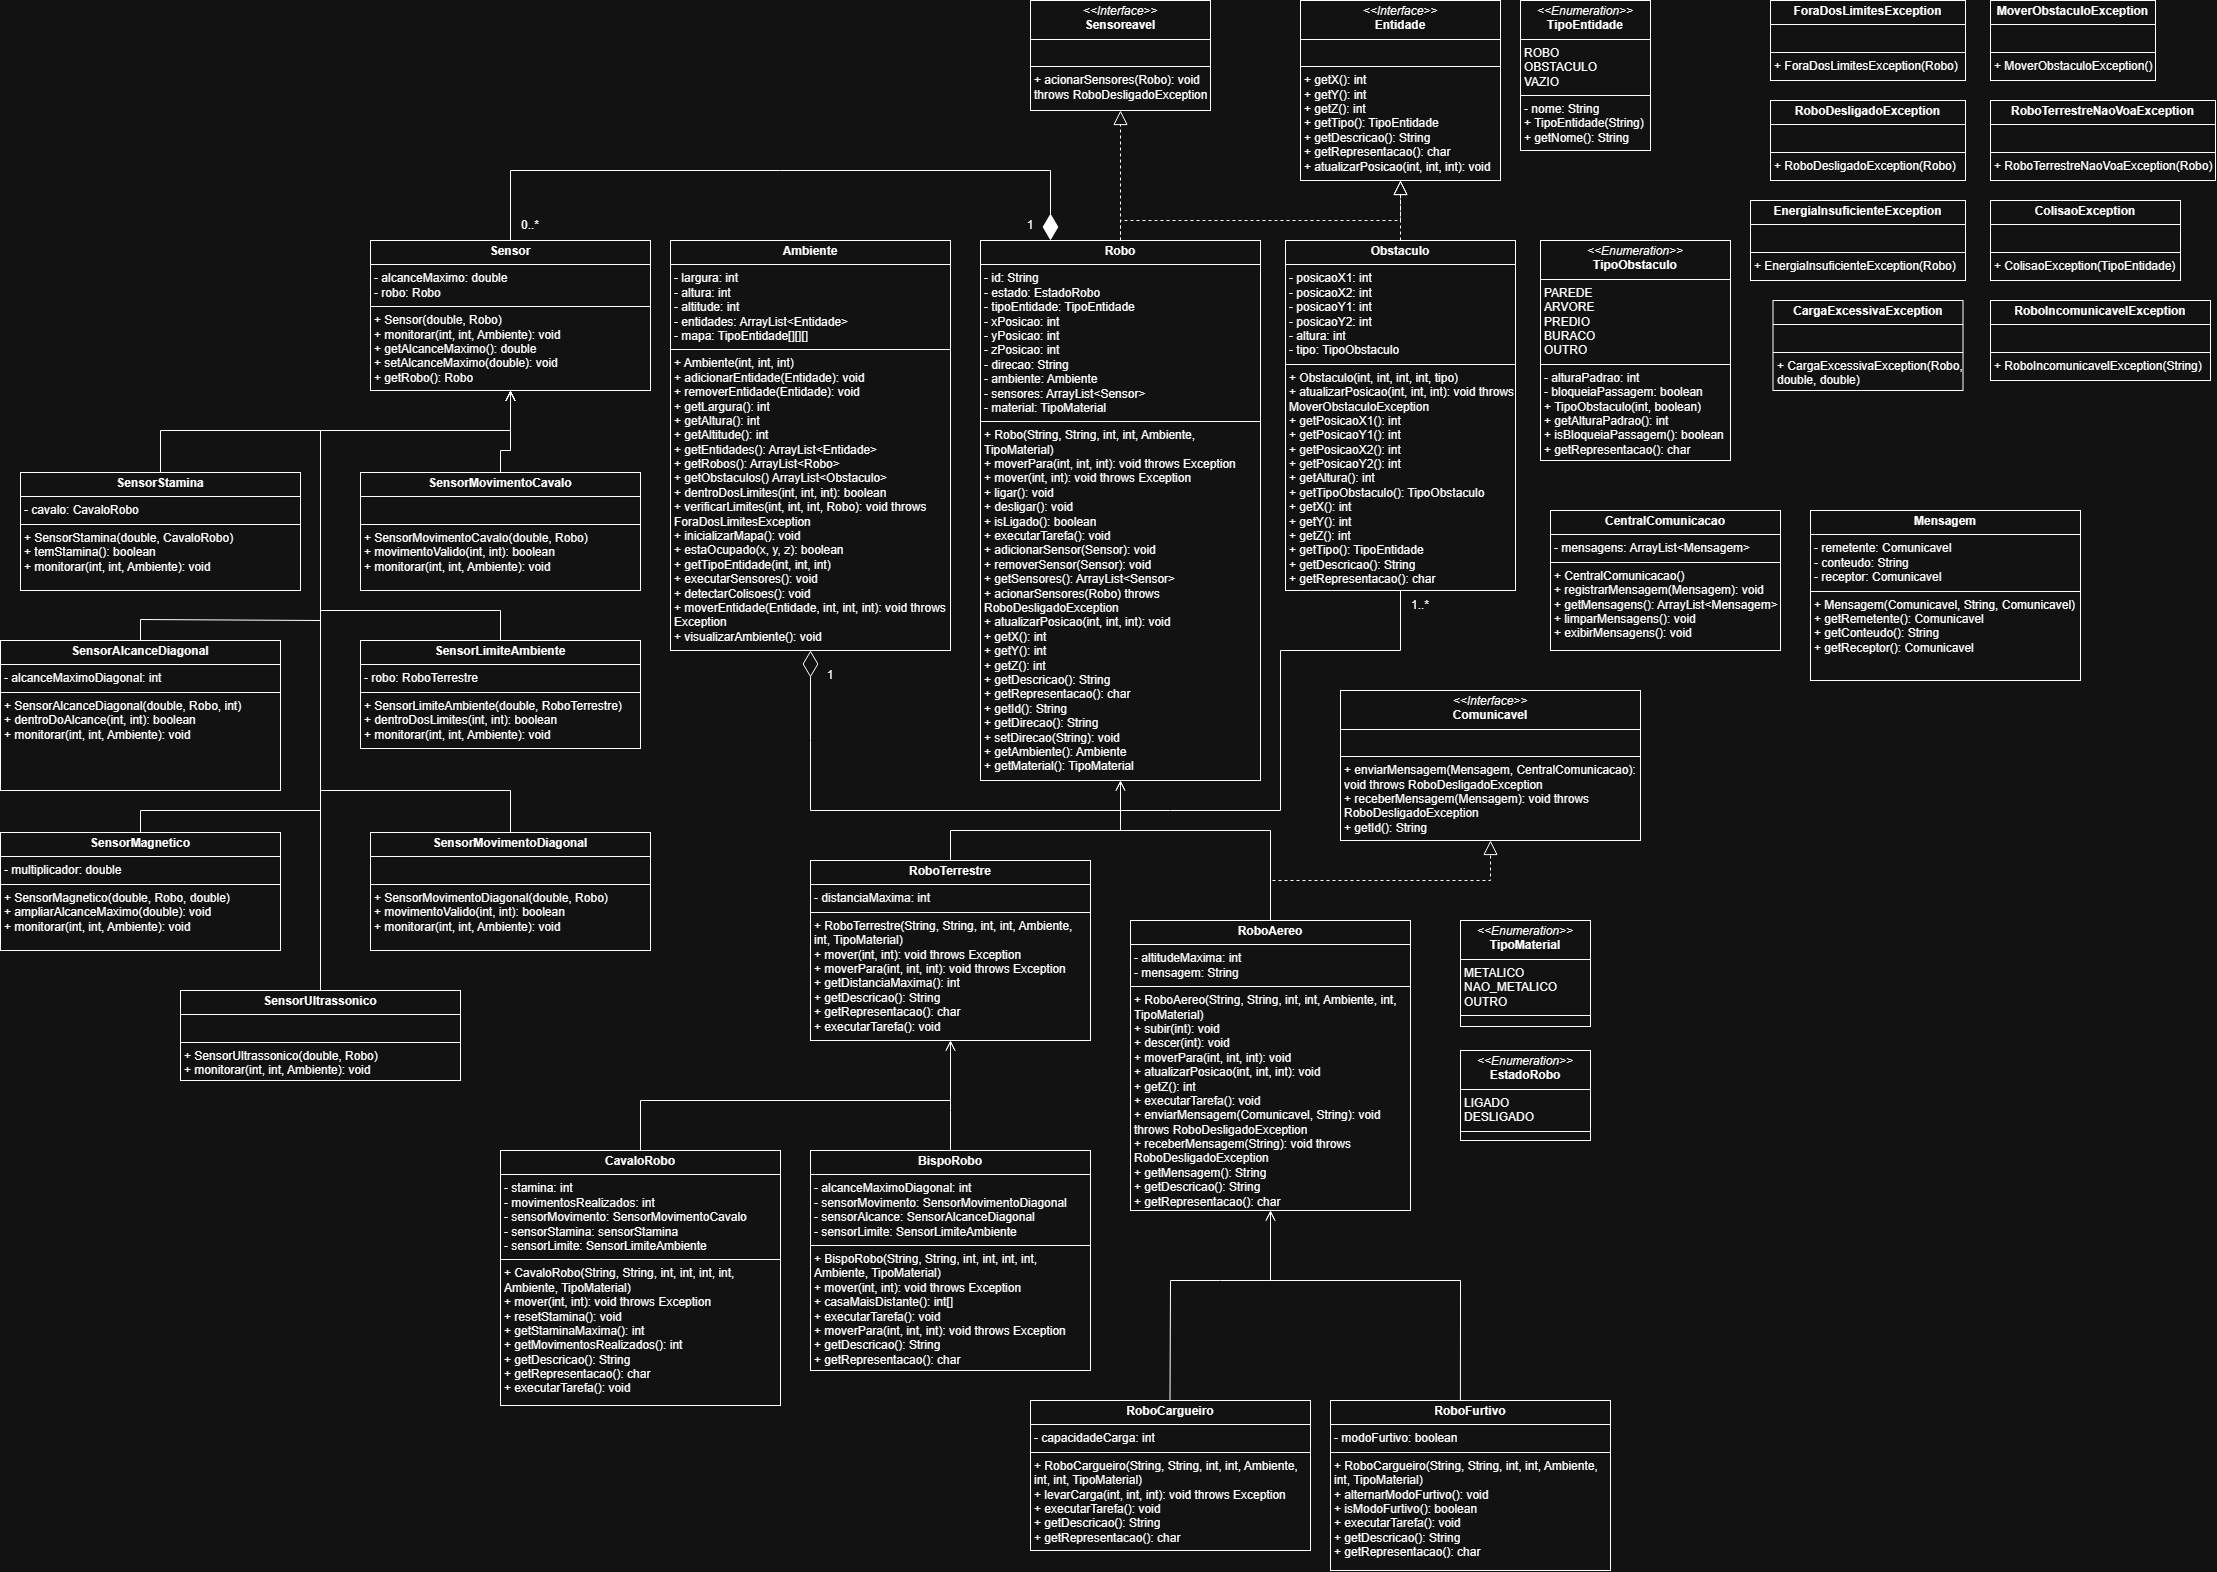 <<Interface>>
Sensoreavel
+ acionarSensores(Robo): void
throws RoboDesligadoException
<<Interface>>
Entidade
+ getX(): int
+ getY(): int
+ getZ(): int
+ getTipo(): TipoEntidade
+ getDescricao(): String
+ getRepresentacao(): char
+ atualizarPosicao(int, int, int): void
<<Enumeration>>
TipoEntidade
ROBO
OBSTACULO
VAZIO
- nome: String
+ TipoEntidade(String)
+ getNome(): String
ForaDosLimitesException
+ ForaDosLimitesException(Robo)
MoverObstaculoException
+ MoverObstaculoException()
RoboDesligadoException
+ RoboDesligadoException(Robo)
RoboTerrestreNaoVoaException
+ RoboTerrestreNaoVoaException(Robo)
EnergiaInsuficienteException
+ EnergiaInsuficienteException(Robo)
ColisaoException
+ ColisaoException(TipoEntidade)
CargaExcessivaException
+ CargaExcessivaException(Robo,
double, double)
RoboIncomunicavelException
+ RoboIncomunicavelException(String)
0..*
1
Sensor
- alcanceMaximo: double
- robo: Robo
+ Sensor(double, Robo)
+ monitorar(int, int, Ambiente): void
+ getAlcanceMaximo(): double
+ setAlcanceMaximo(double): void
+ getRobo(): Robo
Ambiente
- largura: int
- altura: int
- altitude: int
- entidades: ArrayList<Entidade>
- mapa: TipoEntidade[][][]
+ Ambiente(int, int, int)
+ adicionarEntidade(Entidade): void
+ removerEntidade(Entidade): void
+ getLargura(): int
+ getAltura(): int
+ getAltitude(): int
+ getEntidades(): ArrayList<Entidade>
+ getRobos(): ArrayList<Robo>
+ getObstaculos() ArrayList<Obstaculo>
+ dentroDosLimites(int, int, int): boolean
+ verificarLimites(int, int, int, Robo): void throws
ForaDosLimitesException
+ inicializarMapa(): void
+ estaOcupado(x, y, z): boolean
+ getTipoEntidade(int, int, int)
+ executarSensores(): void
+ detectarColisoes(): void
+ moverEntidade(Entidade, int, int, int): void throws
Exception
+ visualizarAmbiente(): void
1
Robo
- id: String
- estado: EstadoRobo
- tipoEntidade: TipoEntidade
- xPosicao: int
- yPosicao: int
- zPosicao: int
- direcao: String
- ambiente: Ambiente
- sensores: ArrayList<Sensor>
- material: TipoMaterial
+ Robo(String, String, int, int, Ambiente,
TipoMaterial)
+ moverPara(int, int, int): void throws Exception
+ mover(int, int): void throws Exception
+ ligar(): void
+ desligar(): void
+ isLigado(): boolean
+ executarTarefa(): void
+ adicionarSensor(Sensor): void
+ removerSensor(Sensor): void
+ getSensores(): ArrayList<Sensor>
+ acionarSensores(Robo) throws
RoboDesligadoException
+ atualizarPosicao(int, int, int): void
+ getX(): int
+ getY(): int
+ getZ(): int
+ getDescricao(): String
+ getRepresentacao(): char
+ getId(): String
+ getDirecao(): String
+ setDirecao(String): void
+ getAmbiente(): Ambiente
+ getMaterial(): TipoMaterial
Obstaculo
- posicaoX1: int
- posicaoX2: int
- posicaoY1: int
- posicaoY2: int
- altura: int
- tipo: TipoObstaculo
+ Obstaculo(int, int, int, int, tipo)
+ atualizarPosicao(int, int, int): void throws
MoverObstaculoException
+ getPosicaoX1(): int
+ getPosicaoY1(): int
+ getPosicaoX2(): int
+ getPosicaoY2(): int
+ getAltura(): int
+ getTipoObstaculo(): TipoObstaculo
+ getX(): int
+ getY(): int
+ getZ(): int
+ getTipo(): TipoEntidade
+ getDescricao(): String
+ getRepresentacao(): char
1..*
<<Enumeration>>
TipoObstaculo
PAREDE
ARVORE
PREDIO
BURACO
OUTRO
- alturaPadrao: int
- bloqueiaPassagem: boolean
+ TipoObstaculo(int, boolean)
+ getAlturaPadrao(): int
+ isBloqueiaPassagem(): boolean
+ getRepresentacao(): char
SensorStamina
- cavalo: CavaloRobo
+ SensorStamina(double, CavaloRobo)
+ temStamina(): boolean
+ monitorar(int, int, Ambiente): void
SensorMovimentoCavalo
+ SensorMovimentoCavalo(double, Robo)
+ movimentoValido(int, int): boolean
+ monitorar(int, int, Ambiente): void
CentralComunicacao
- mensagens: ArrayList<Mensagem>
+ CentralComunicacao()
+ registrarMensagem(Mensagem): void
+ getMensagens(): ArrayList<Mensagem>
+ limparMensagens(): void
+ exibirMensagens(): void
Mensagem
- remetente: Comunicavel
- conteudo: String
- receptor: Comunicavel
+ Mensagem(Comunicavel, String, Comunicavel)
+ getRemetente(): Comunicavel
+ getConteudo(): String
+ getReceptor(): Comunicavel
SensorAlcanceDiagonal
- alcanceMaximoDiagonal: int
+ SensorAlcanceDiagonal(double, Robo, int)
+ dentroDoAlcance(int, int): boolean
+ monitorar(int, int, Ambiente): void
SensorLimiteAmbiente
- robo: RoboTerrestre
+ SensorLimiteAmbiente(double, RoboTerrestre)
+ dentroDosLimites(int, int): boolean
+ monitorar(int, int, Ambiente): void
<<Interface>>
Comunicavel
+ enviarMensagem(Mensagem, CentralComunicacao):
void throws RoboDesligadoException
+ receberMensagem(Mensagem): void throws
RoboDesligadoException
+ getId(): String
SensorMagnetico
- multiplicador: double
+ SensorMagnetico(double, Robo, double)
+ ampliarAlcanceMaximo(double): void
+ monitorar(int, int, Ambiente): void
SensorMovimentoDiagonal
+ SensorMovimentoDiagonal(double, Robo)
+ movimentoValido(int, int): boolean
+ monitorar(int, int, Ambiente): void
RoboTerrestre
- distanciaMaxima: int
+ RoboTerrestre(String, String, int, int, Ambiente,
int, TipoMaterial)
+ mover(int, int): void throws Exception
+ moverPara(int, int, int): void throws Exception
+ getDistanciaMaxima(): int
+ getDescricao(): String
+ getRepresentacao(): char
+ executarTarefa(): void
RoboAereo
- altitudeMaxima: int
- mensagem: String
+ RoboAereo(String, String, int, int, Ambiente, int,
TipoMaterial)
+ subir(int): void
+ descer(int): void
+ moverPara(int, int, int): void
+ atualizarPosicao(int, int, int): void
+ getZ(): int
+ executarTarefa(): void
+ enviarMensagem(Comunicavel, String): void
throws RoboDesligadoException
+ receberMensagem(String): void throws
RoboDesligadoException
+ getMensagem(): String
+ getDescricao(): String
+ getRepresentacao(): char
<<Enumeration>>
TipoMaterial
METALICO
NAO_METALICO
OUTRO
<<Enumeration>>
EstadoRobo
LIGADO
DESLIGADO
SensorUltrassonico
+ SensorUltrassonico(double, Robo)
+ monitorar(int, int, Ambiente): void
CavaloRobo
- stamina: int
- movimentosRealizados: int
- sensorMovimento: SensorMovimentoCavalo
- sensorStamina: sensorStamina
- sensorLimite: SensorLimiteAmbiente
+ CavaloRobo(String, String, int, int, int, int,
Ambiente, TipoMaterial)
+ mover(int, int): void throws Exception
+ resetStamina(): void
+ getStaminaMaxima(): int
+ getMovimentosRealizados(): int
+ getDescricao(): String
+ getRepresentacao(): char
+ executarTarefa(): void
BispoRobo
- alcanceMaximoDiagonal: int
- sensorMovimento: SensorMovimentoDiagonal
- sensorAlcance: SensorAlcanceDiagonal
- sensorLimite: SensorLimiteAmbiente
+ BispoRobo(String, String, int, int, int, int,
Ambiente, TipoMaterial)
+ mover(int, int): void throws Exception
+ casaMaisDistante(): int[]
+ executarTarefa(): void
+ moverPara(int, int, int): void throws Exception
+ getDescricao(): String
+ getRepresentacao(): char
RoboCargueiro
- capacidadeCarga: int
+ RoboCargueiro(String, String, int, int, Ambiente,
int, int, TipoMaterial)
+ levarCarga(int, int, int): void throws Exception
+ executarTarefa(): void
+ getDescricao(): String
+ getRepresentacao(): char
RoboFurtivo
- modoFurtivo: boolean
+ RoboCargueiro(String, String, int, int, Ambiente,
int, TipoMaterial)
+ alternarModoFurtivo(): void
+ isModoFurtivo(): boolean
+ executarTarefa(): void
+ getDescricao(): String
+ getRepresentacao(): char